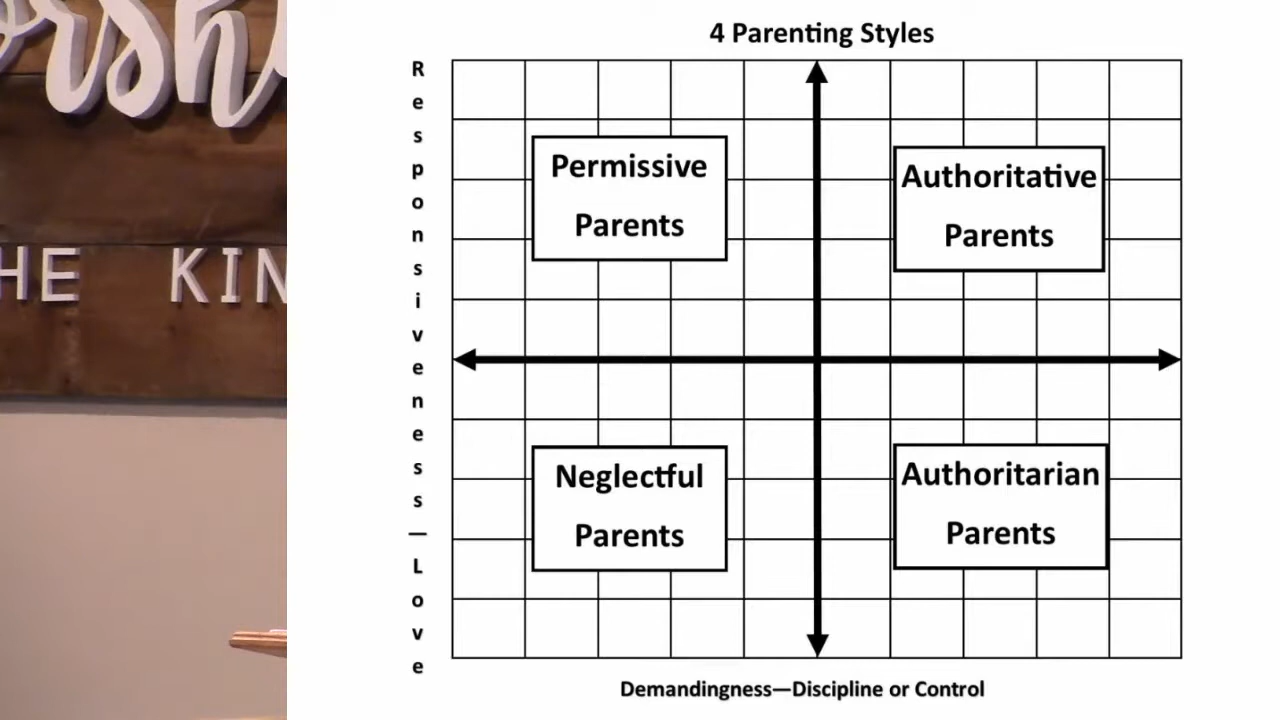 HE KIN
4 Parenting Styles
Responsiveness—Love
Permissive
Parents
Authoritative
Parents
Neglectful
Parents
Authoritarian
Parents
Demandingness—Discipline or Control